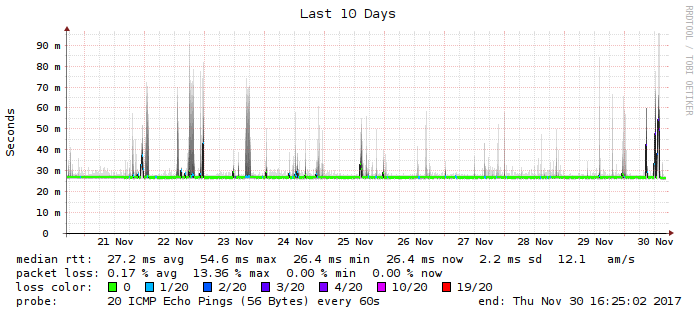 Last 10 Days
RRDTOOL / TOBI OETIKER
Seconds
90 m
80 m
70 m
60 m
50 m
40 m
30 m
20 m
10 m
0
21 Nov 22 Nov 23 Nov 24 Nov 25 Nov 26 Nov 27 Nov 28 Nov 29 Nov 30 Nov
median rtt: 27.2 ms avg 54.6 ms max 26.4 ms min 26.4 ms now 2.2 ms sd 12.1 am/s
packet loss: 0.17 % avg 13.36 % max 0.00 % min 0.00 % now
loss color: 0 1/20 2/20 3/20 4/20 10/20 19/20
probe: 20 ICMP Echo Pings (56 Bytes) every 60s end: Thu Nov 30 16:25:02 2017